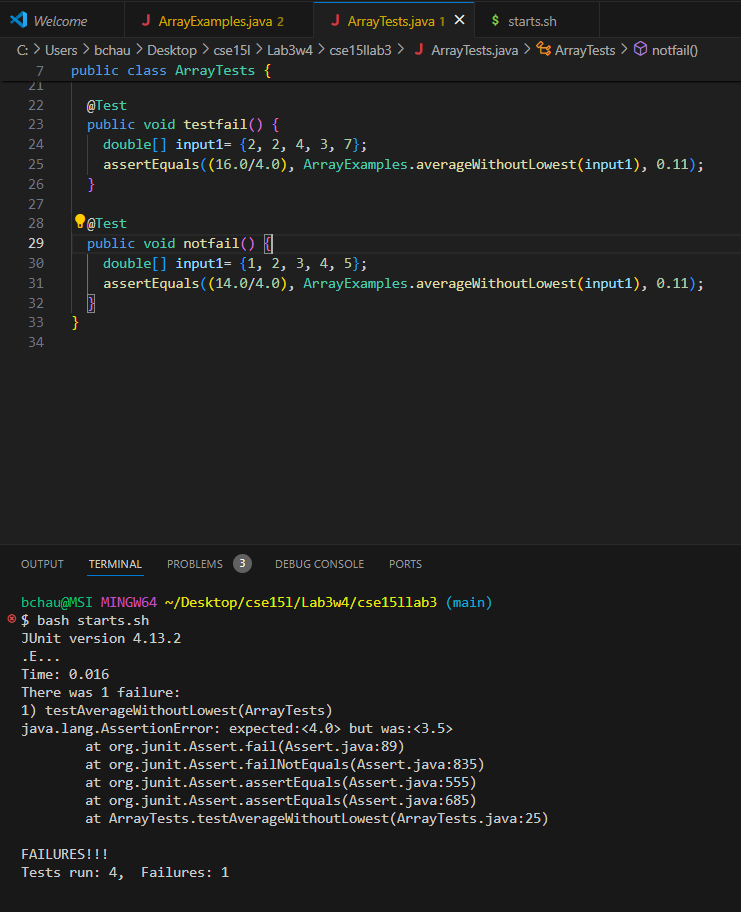 Welcome J ArrayExamples.java 2 J ArrayTests.java 1 × $ starts.sh
C: > Users > bchau > Desktop > cse15l > Lab3w4 > cse15llab3 > J ArrayTests.java > ArrayTests > notfail()
7 public class ArrayTests {
21
22 @Test
23 public void testfail() {
24 double[] input1= {2, 2, 4, 3, 7};
25 assertEquals((16.0/4.0), ArrayExamples.averageWithoutLowest(input1), 0.11);
26 }
27
28 @Test
29 public void notfail() {
30 double[] input1= {1, 2, 3, 4, 5};
31 assertEquals((14.0/4.0), ArrayExamples.averageWithoutLowest(input1), 0.11);
32 }
33 }
34
OUTPUT TERMINAL PROBLEMS 3 DEBUG CONSOLE PORTS
bchau@MSI MINGW64 ~/Desktop/cse15l/Lab3w4/cse15llab3 (main)
$ bash starts.sh
JUnit version 4.13.2
.E...
Time: 0.016
There was 1 failure:
1) testAverageWithoutLowest(ArrayTests)
java.lang.AssertionError: expected:<4.0> but was:<3.5>
at org.junit.Assert.fail(Assert.java:89)
at org.junit.Assert.failNotEquals(Assert.java:835)
at org.junit.Assert.assertEquals(Assert.java:555)
at org.junit.Assert.assertEquals(Assert.java:685)
at ArrayTests.testAverageWithoutLowest(ArrayTests.java:25)
FAILURES!!!
Tests run: 4,  Failures: 1